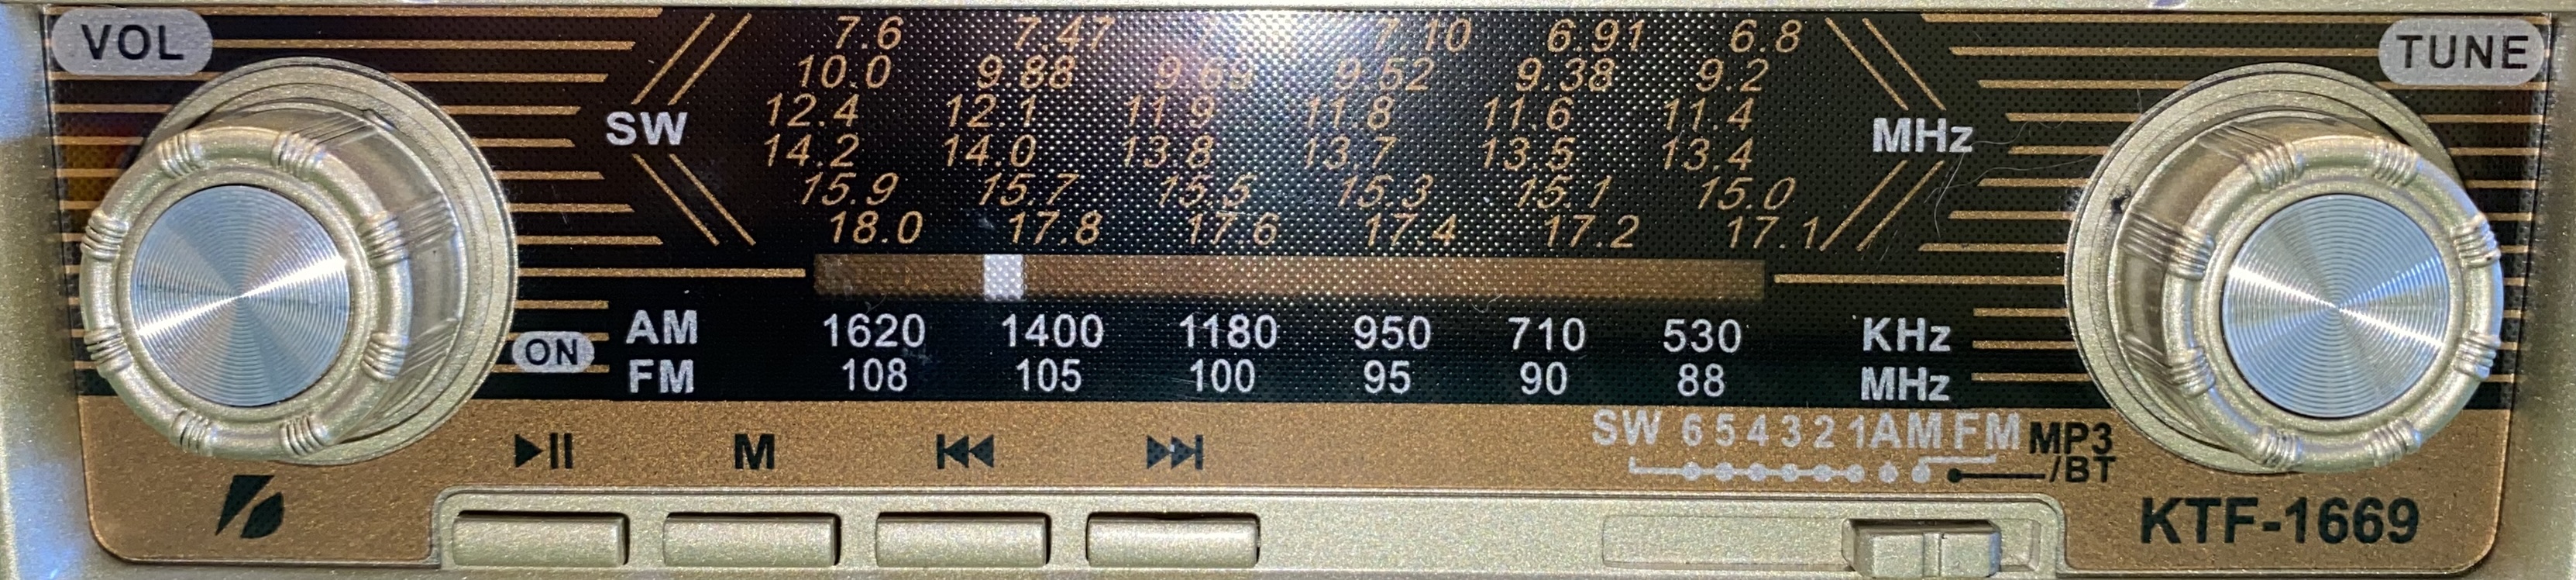 VOL
TUNE
7.6 7.47 7.10 6.91 6.8
10.0 9.88 9.69 9.52 9.38 9.2
SW 12.4 12.1 11.9 11.8 11.6 11.4 MHz
14.2 14.0 13.8 13.7 13.5 13.4
15.9 15.7 15.5 15.3 15.1 15.0
18.0 17.8 17.6 17.4 17.2 17.1
ON
AM 1620 1400 1180 950 710 530 KHz
FM 108 105 100 95 90 88 MHz
SW 6 5 4 3 2 1 AM FM MP3
/BT
M
KTF-1669